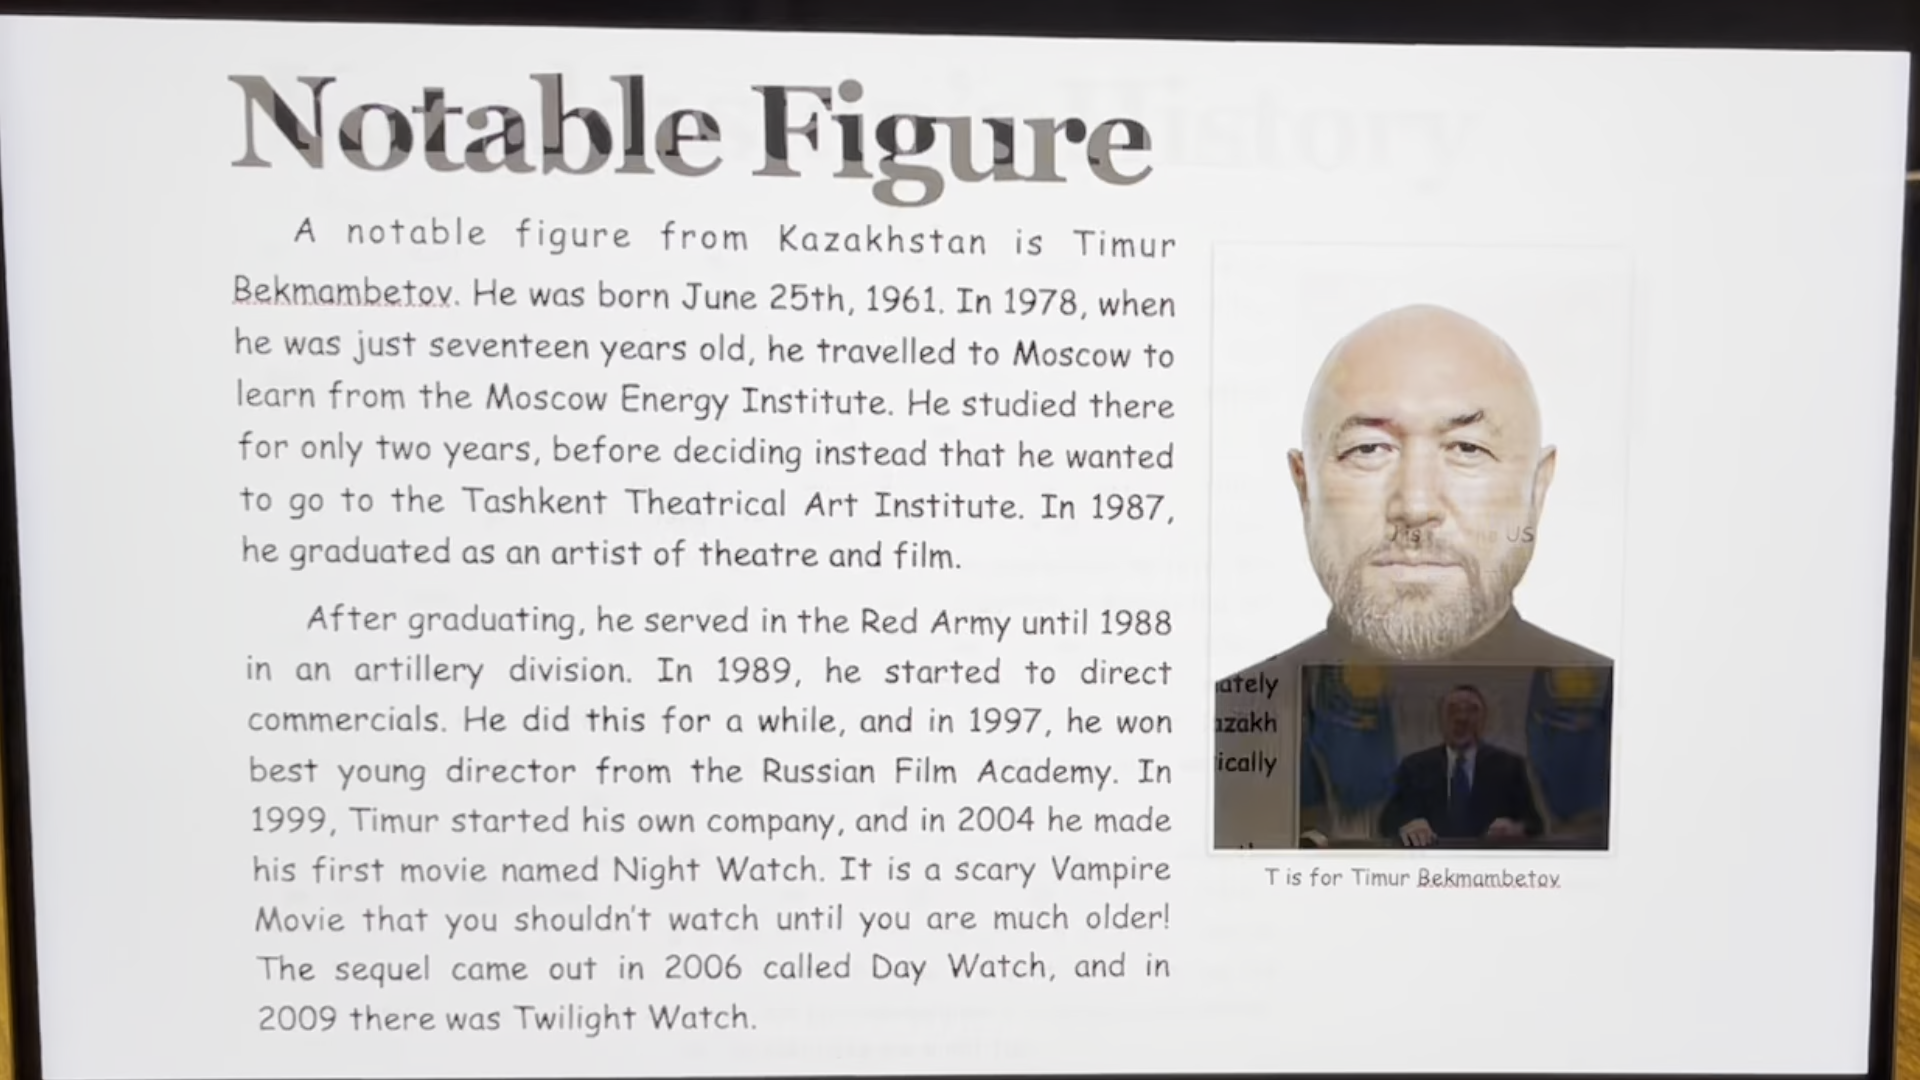 Notable Figure
A notable figure from Kazakhstan is Timur
Bekmambetov. He was born June 25th, 1961. In 1978, when
he was just seventeen years old, he travelled to Moscow to
learn from the Moscow Energy Institute. He studied there
for only two years, before deciding instead that he wanted
to go to the Tashkent Theatrical Art Institute. In 1987,
he graduated as an artist of theatre and film.
After graduating, he served in the Red Army until 1988
in an artillery division. In 1989, he started to direct
commercials. He did this for a while, and in 1997, he won
best young director from the Russian Film Academy. In
1999, Timur started his own company, and in 2004 he made
his first movie named Night Watch. It is a scary Vampire
Movie that you shouldn't watch until you are much older!
The sequel came out in 2006 called Day Watch, and in
2009 there was Twilight Watch.
History
US
ately
azakh
ically
T is for Timur Bekmambetov